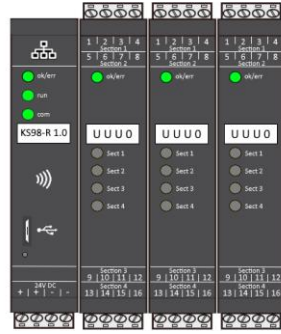 ok/err
run
com
KS98-R 1.0
24V DC
+ | + | - | -
1 | 2 | 3 | 4
Section 1
Section 2
5 | 6 | 7 | 8
ok/err
U U U 0
Sect 1
Sect 2
Sect 3
Sect 4
Section 3
9 | 10 | 11 | 12
Section 4
13 | 14 | 15 | 16
1 | 2 | 3 | 4
Section 1
Section 2
5 | 6 | 7 | 8
ok/err
U U U 0
Sect 1
Sect 2
Sect 3
Sect 4
Section 3
9 | 10 | 11 | 12
Section 4
13 | 14 | 15 | 16
1 | 2 | 3 | 4
Section 1
Section 2
5 | 6 | 7 | 8
ok/err
U U U 0
Sect 1
Sect 2
Sect 3
Sect 4
Section 3
9 | 10 | 11 | 12
Section 4
13 | 14 | 15 | 16